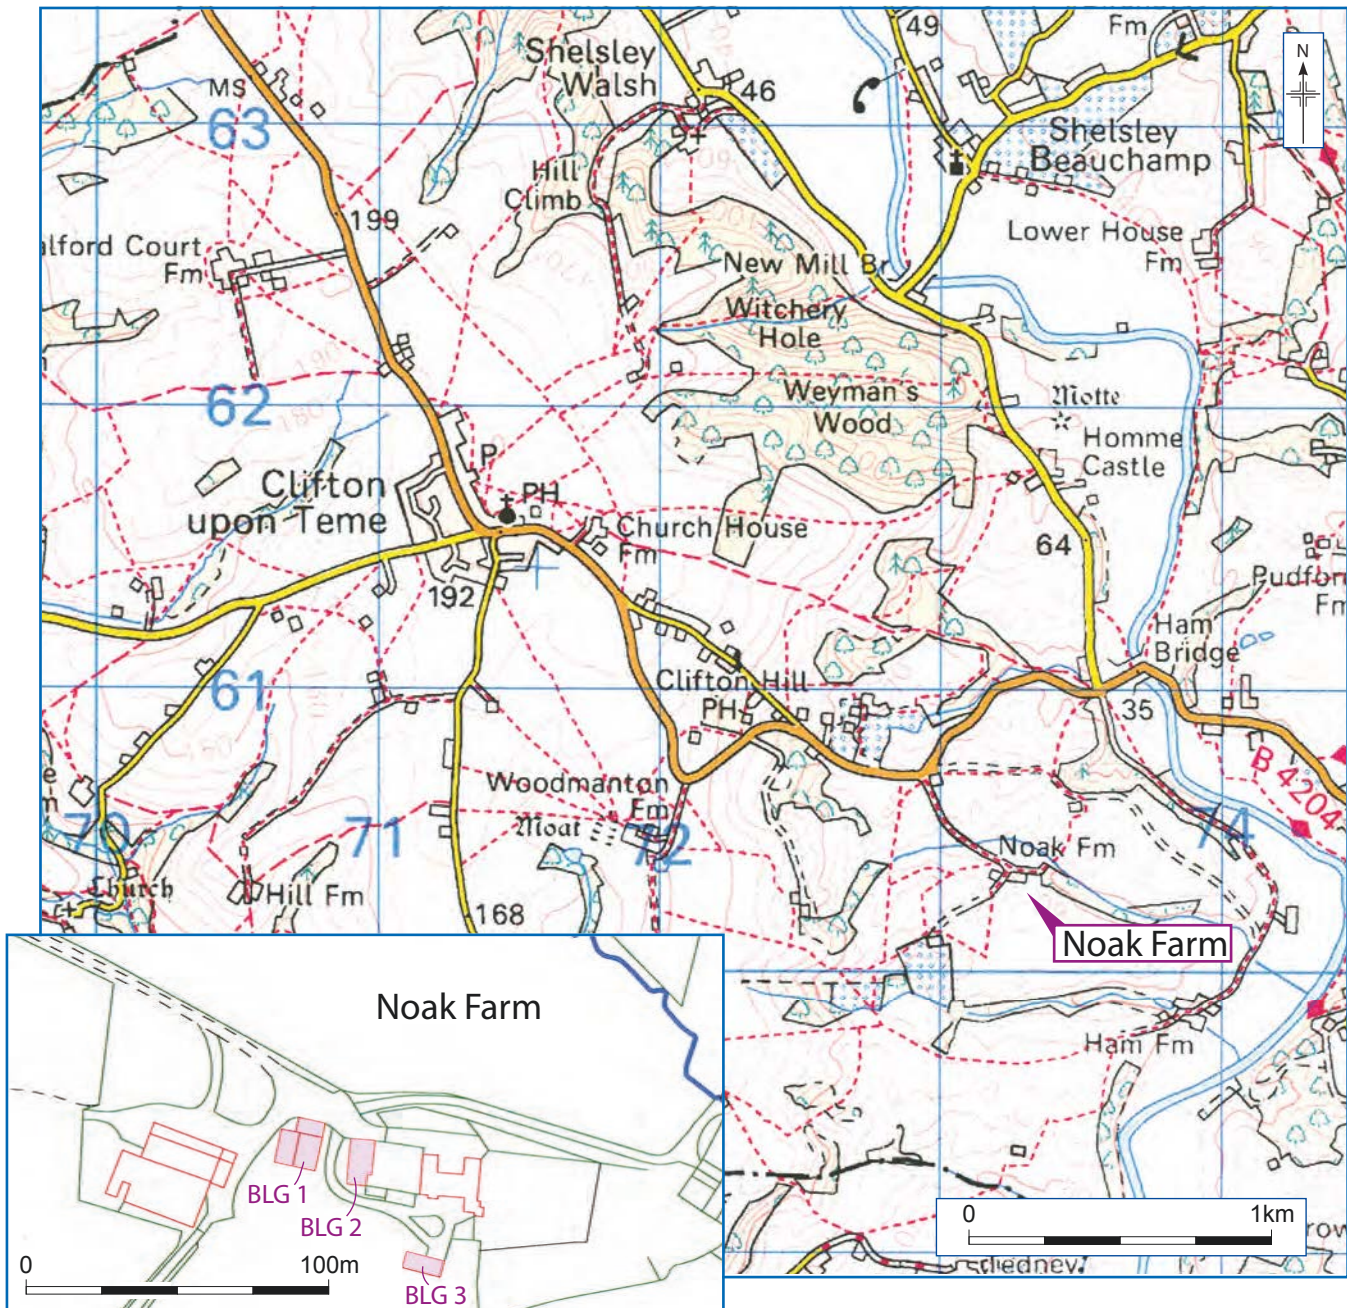 49
Fm
N
Shelsley
Walsh
MS
46
63
Shelsley
Beauchamp
Hill
Climb
199
Lower House
Fm
alford Court
Fm
New Mill Br
Witchery
Hole
62
Weyman's
Wood
Motte
Homme
Castle
P
Clifton
upon Teme
PH
Church House
Fm
64
192
Pudford
Fm
Ham
Bridge
61
Clifton Hill
PH
35
B 4204
Woodmanton
Fm
Moat
70
71
72
74
Noak Fm
Church
Hill Fm
168
Noak Farm
Ham Fm
0
1km
Noak Farm
BLG 1
BLG 2
BLG 3
0
100m